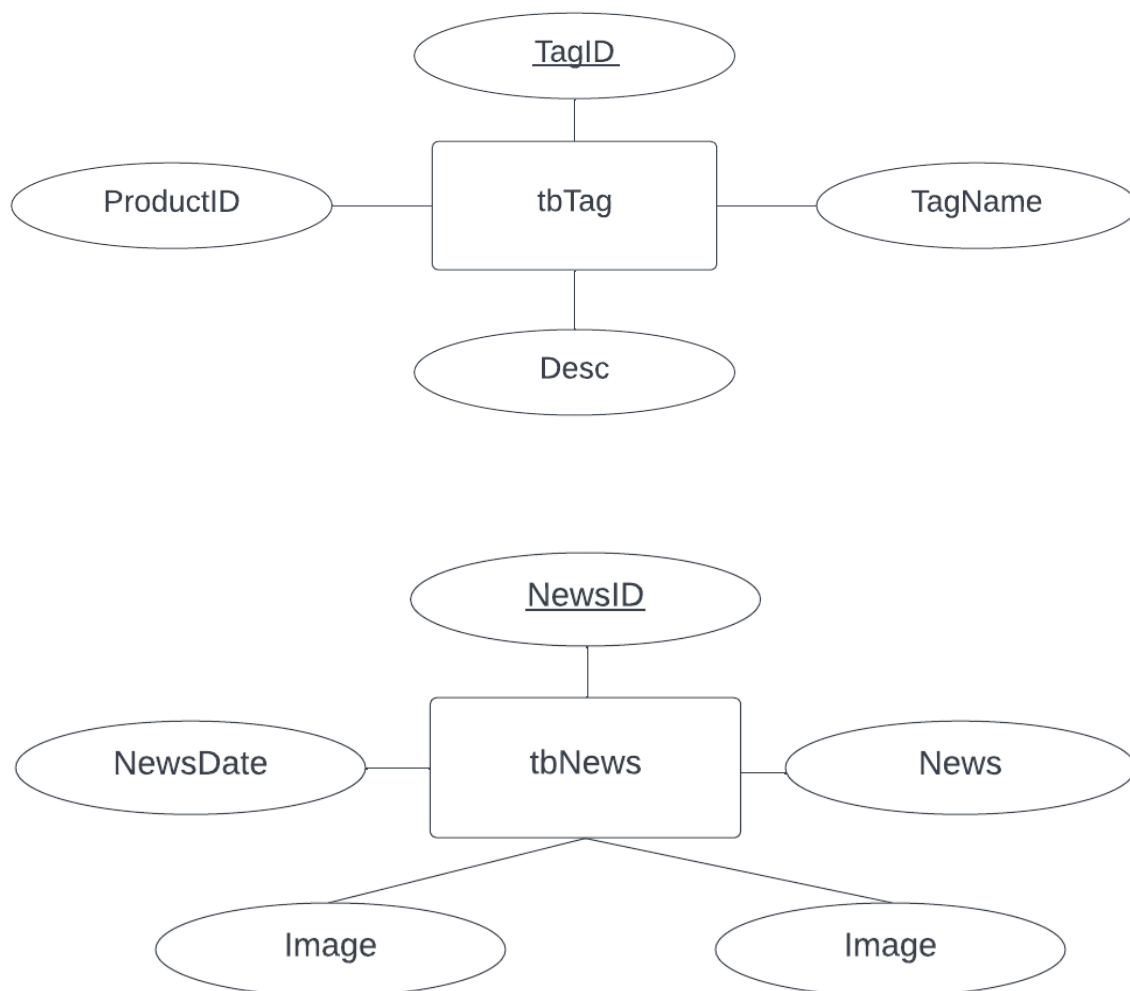 TagID
ProductID
tbTag
TagName
Desc
NewsID
NewsDate
tbNews
News
Image
Image